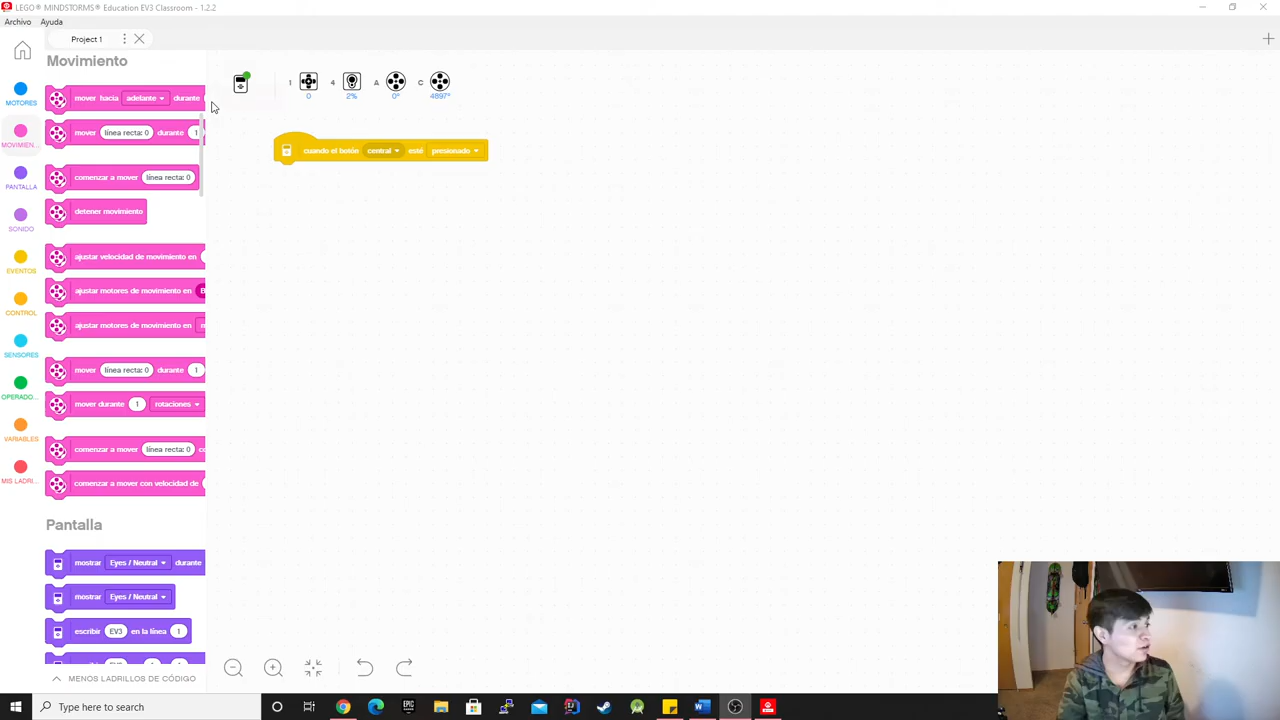 LEGO® MINDSTORMS® Education EV3 Classroom - 1.2.2
Archivo Ayuda
Project 1
Movimiento
MOTORES
MOVIMIEN...
PANTALLA
SONIDO
EVENTOS
CONTROL
SENSORES
OPERADO...
VARIABLES
MIS LADRI...
mover hacia adelante durante
mover línea recta: 0 durante 1
comenzar a mover línea recta: 0
detener movimiento
ajustar velocidad de movimiento en
ajustar motores de movimiento en B
ajustar motores de movimiento en
mover línea recta: 0 durante 1
mover durante 1 rotaciones
comenzar a mover línea recta: 0
comenzar a mover con velocidad de
Pantalla
mostrar Eyes / Neutral durante
mostrar Eyes / Neutral
escribir EV3 en la línea 1
MENOS LADRILLOS DE CÓDIGO
1 0 4 2% A 0° C 4897°
cuando el botón central esté presionado
Type here to search